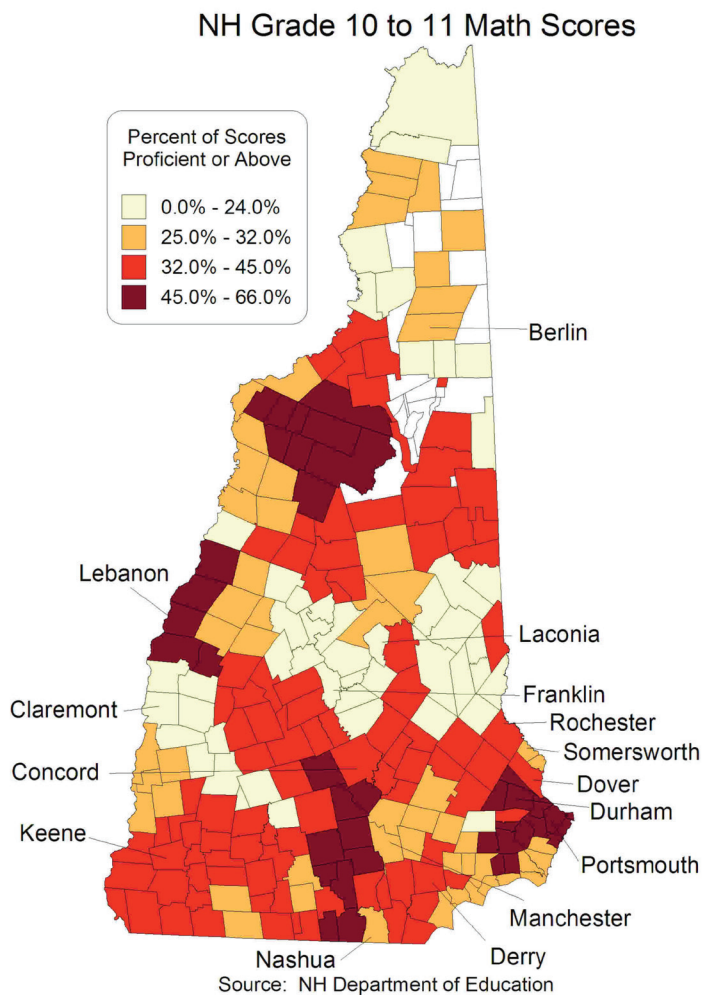 NH Grade 10 to 11 Math Scores
Percent of Scores
Proficient or Above
0.0% - 24.0%
25.0% - 32.0%
32.0% - 45.0%
45.0% - 66.0%
Berlin
Lebanon
Laconia
Franklin
Claremont
Rochester
Somersworth
Concord
Dover
Durham
Keene
Portsmouth
Manchester
Derry
Nashua
Source: NH Department of Education